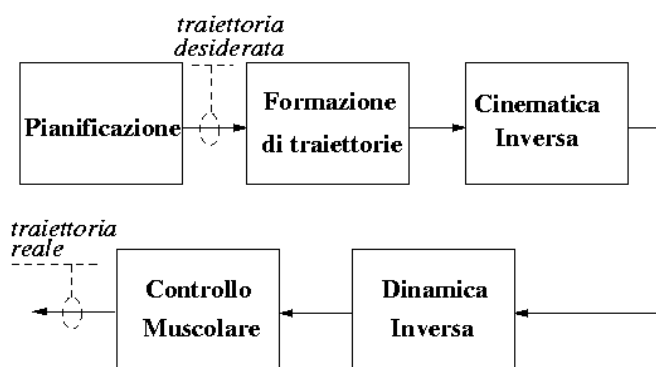 traiettoria
desiderata
Pianificazione
Formazione
di traiettorie
Cinematica
Inversa
traiettoria
reale
Controllo
Muscolare
Dinamica
Inversa